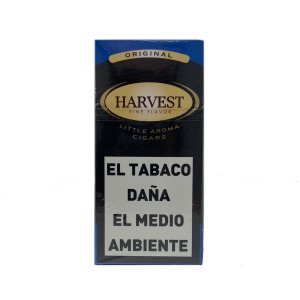 ORIGINAL
HARVEST
FINE FLAVOR
LITTLE AROMA
CIGARS
EL TABACO
DAÑA
EL MEDIO
AMBIENTE